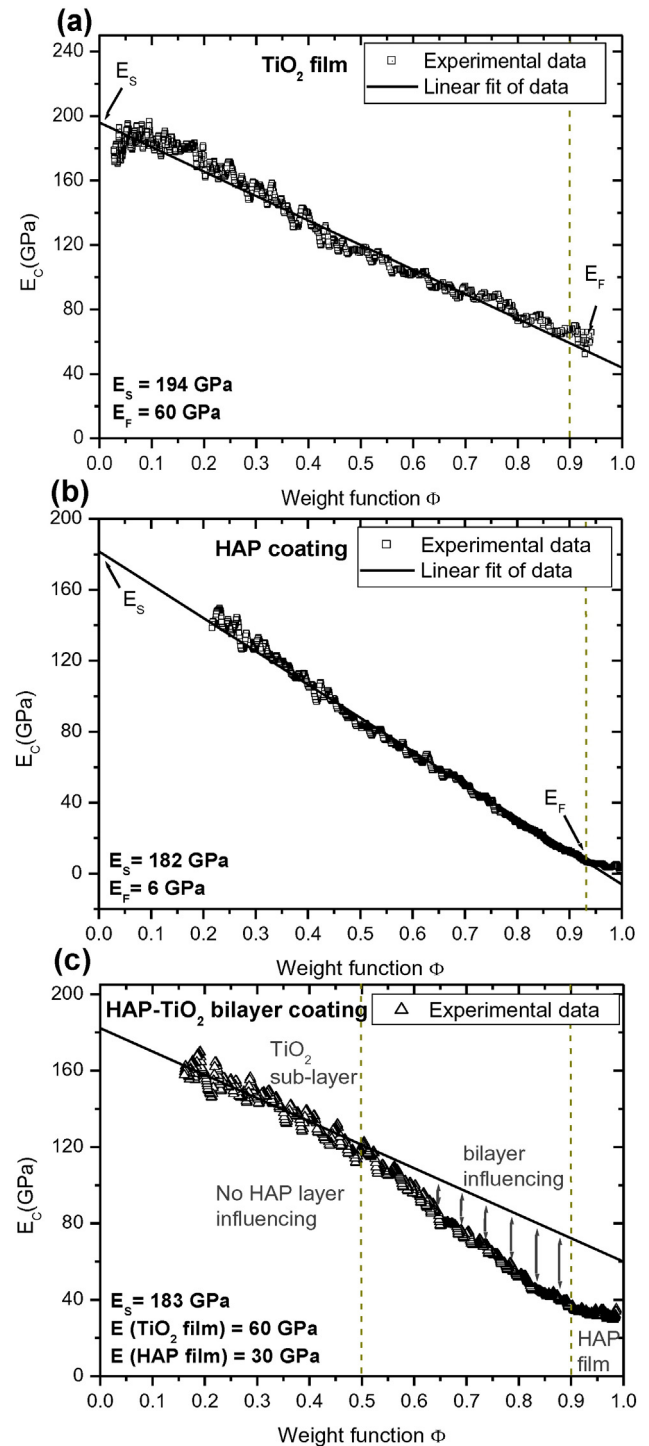 (a)
TiO₂ film
Experimental data
Linear fit of data
E_S
E_F
E_S = 194 GPa
E_F = 60 GPa
E_C(GPa)
240
200
160
120
80
40
0
0.0 0.1 0.2 0.3 0.4 0.5 0.6 0.7 0.8 0.9 1.0
Weight function Φ
(b)
HAP coating
Experimental data
Linear fit of data
E_S
E_F
E_S = 182 GPa
E_F = 6 GPa
E_C(GPa)
200
160
120
80
40
0
0.0 0.1 0.2 0.3 0.4 0.5 0.6 0.7 0.8 0.9 1.0
Weight function Φ
(c)
HAP-TiO₂ bilayer coating
Experimental data
TiO₂
sub-layer
bilayer
influencing
No HAP layer
influencing
E_S = 183 GPa
E (TiO₂ film) = 60 GPa
E (HAP film) = 30 GPa
HAP
film
E_C(GPa)
200
160
120
80
40
0
0.0 0.1 0.2 0.3 0.4 0.5 0.6 0.7 0.8 0.9 1.0
Weight function Φ